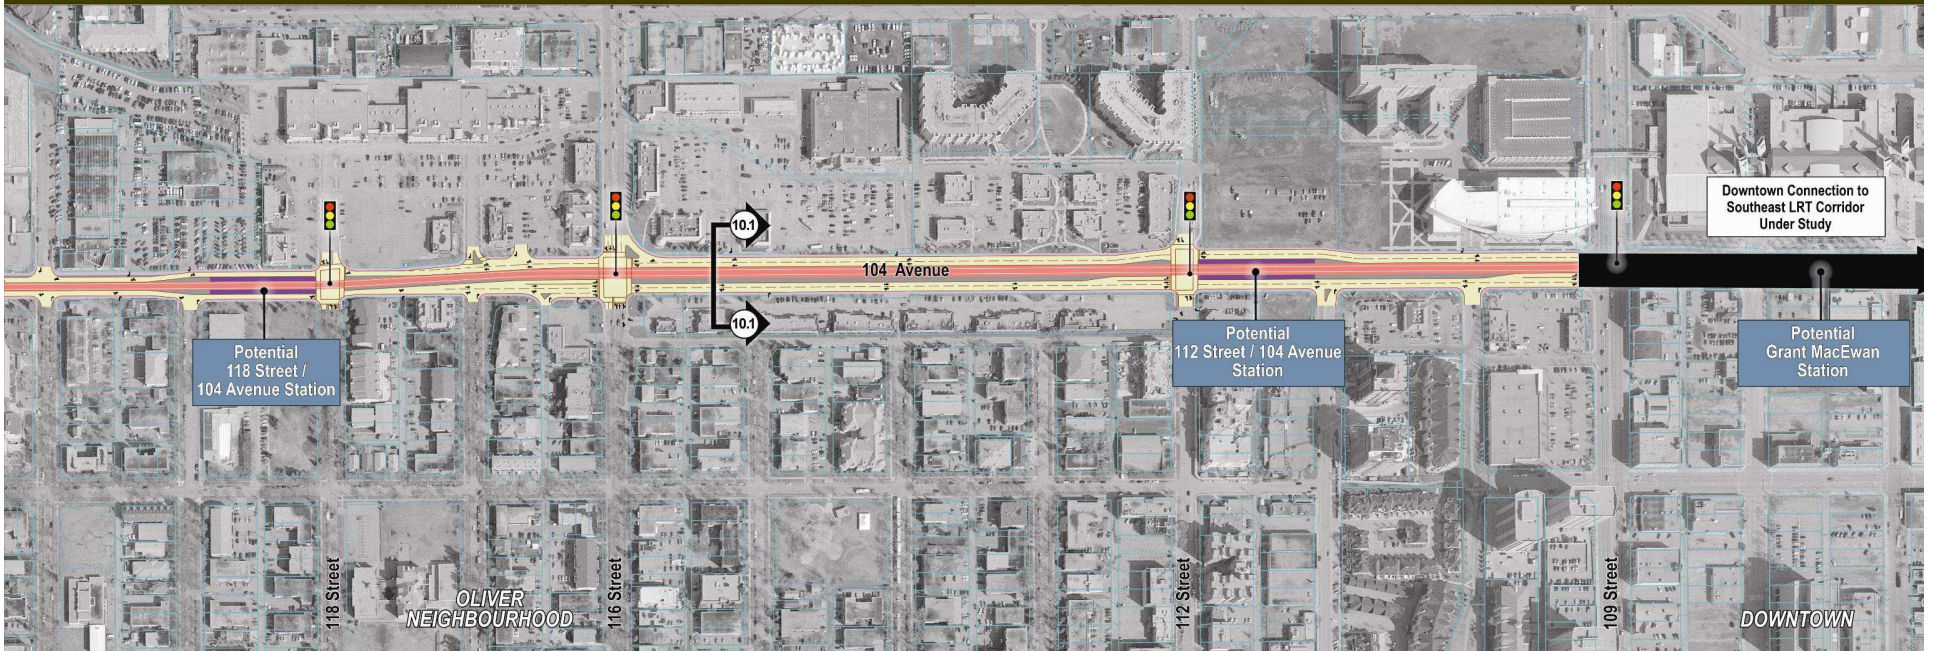 Downtown Connection to
Southeast LRT Corridor
Under Study
10.1
104 Avenue
10.1
Potential
118 Street /
104 Avenue Station
Potential
112 Street / 104 Avenue
Station
Potential
Grant MacEwan
Station
118 Street
OLIVER
NEIGHBOURHOOD
116 Street
112 Street
109 Street
DOWNTOWN